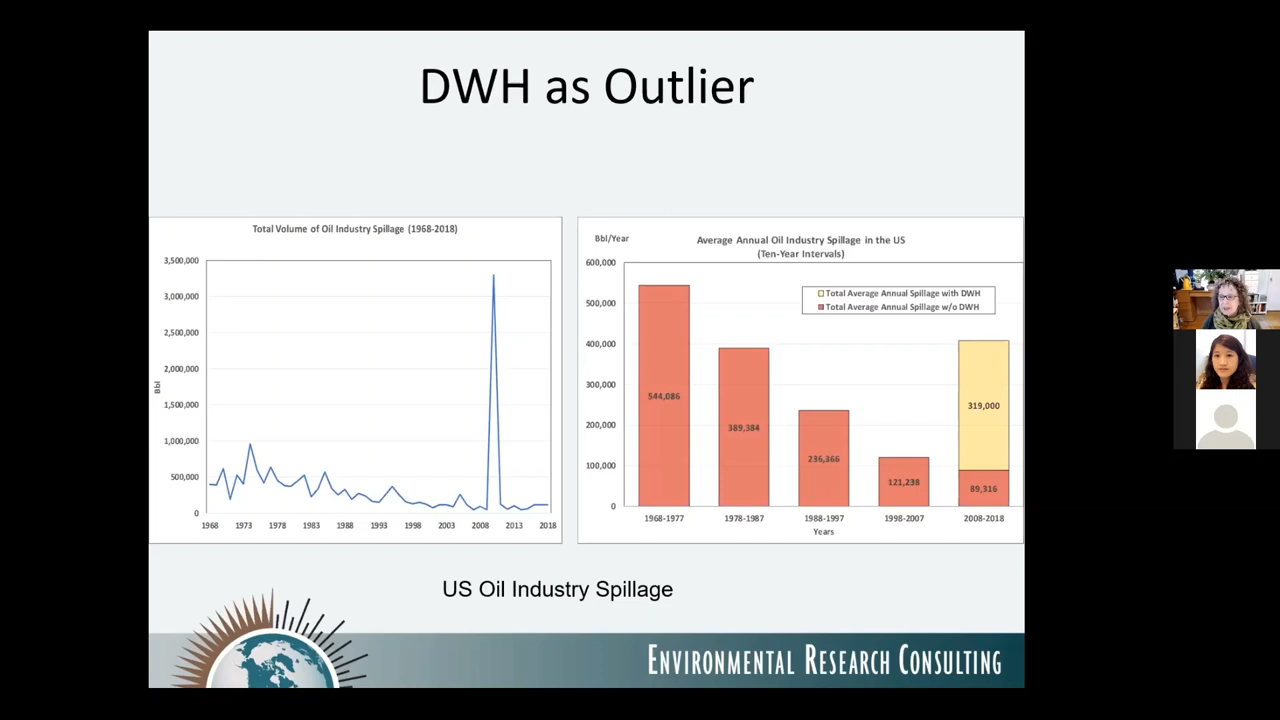 DWH as Outlier
Total Volume of Oil Industry Spillage (1968-2018)
3,500,000
3,000,000
2,500,000
2,000,000
1,500,000
1,000,000
500,000
0
Bbl
1968 1973 1978 1983 1988 1993 1998 2003 2008 2013 2018
Bbl/Year
Average Annual Oil Industry Spillage in the US
(Ten-Year Intervals)
600,000
500,000
400,000
300,000
200,000
100,000
0
Total Average Annual Spillage with DWH
Total Average Annual Spillage w/o DWH
544,086
389,384
236,366
121,238
319,000
89,316
1968-1977 1978-1987 1988-1997 1998-2007 2008-2018
Years
US Oil Industry Spillage
ENVIRONMENTAL RESEARCH CONSULTING